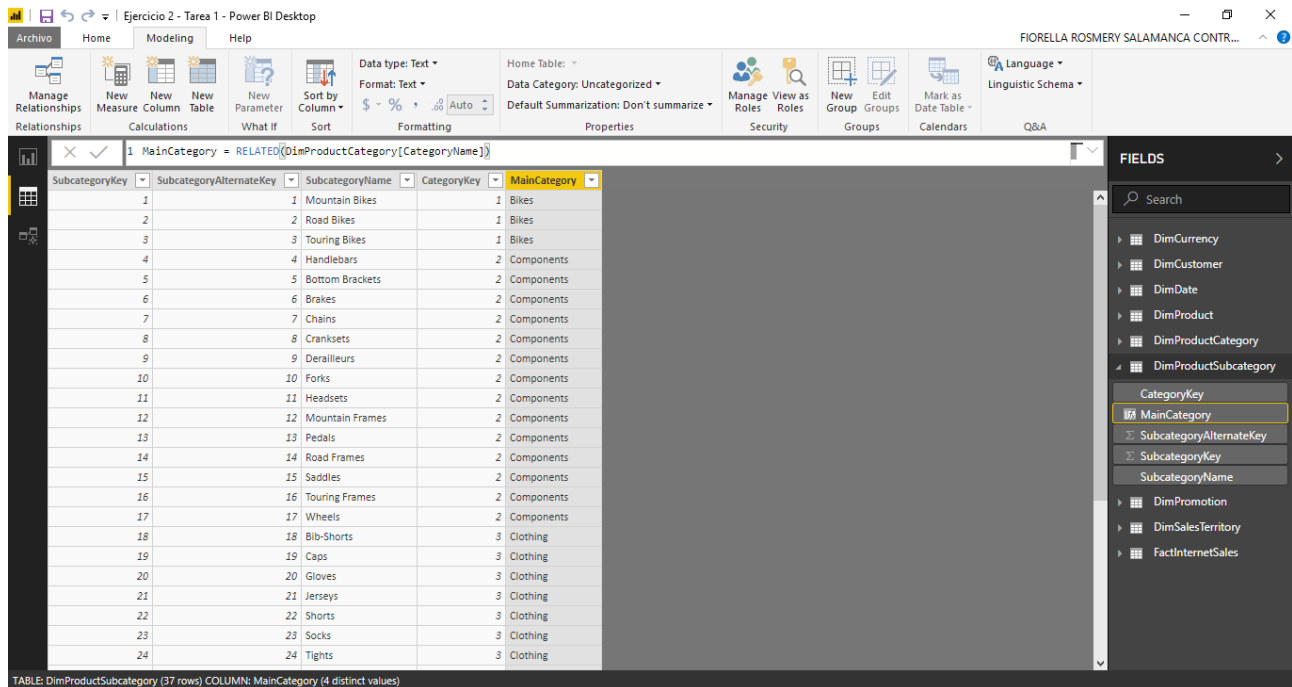 Ejercicio 2 - Tarea 1 - Power BI Desktop
Archivo Home Modeling Help FIORELLA ROSMERY SALAMANCA CONTR...
Manage Relationships
New Measure
New Column
New Table
New Parameter
Sort by Column
Data type: Text
Format: Text
$ % , .00 Auto
Home Table:
Data Category: Uncategorized
Default Summarization: Don't summarize
Manage Roles
View as Roles
New Group
Edit Groups
Mark as Date Table
Language
Linguistic Schema
Relationships Calculations What If Sort Formatting Properties Security Groups Calendars Q&A
1 MainCategory = RELATED(DimProductCategory[CategoryName])
SubcategoryKey SubcategoryAlternateKey SubcategoryName CategoryKey MainCategory
1 1 Mountain Bikes 1 Bikes
2 2 Road Bikes 1 Bikes
3 3 Touring Bikes 1 Bikes
4 4 Handlebars 2 Components
5 5 Bottom Brackets 2 Components
6 6 Brakes 2 Components
7 7 Chains 2 Components
8 8 Cranksets 2 Components
9 9 Derailleurs 2 Components
10 10 Forks 2 Components
11 11 Headsets 2 Components
12 12 Mountain Frames 2 Components
13 13 Pedals 2 Components
14 14 Road Frames 2 Components
15 15 Saddles 2 Components
16 16 Touring Frames 2 Components
17 17 Wheels 2 Components
18 18 Bib-Shorts 3 Clothing
19 19 Caps 3 Clothing
20 20 Gloves 3 Clothing
21 21 Jerseys 3 Clothing
22 22 Shorts 3 Clothing
23 23 Socks 3 Clothing
24 24 Tights 3 Clothing
FIELDS
Search
DimCurrency
DimCustomer
DimDate
DimProduct
DimProductCategory
DimProductSubcategory
CategoryKey
MainCategory
Σ SubcategoryAlternateKey
Σ SubcategoryKey
SubcategoryName
DimPromotion
DimSalesTerritory
FactInternetSales
TABLE: DimProductSubcategory (37 rows) COLUMN: MainCategory (4 distinct values)